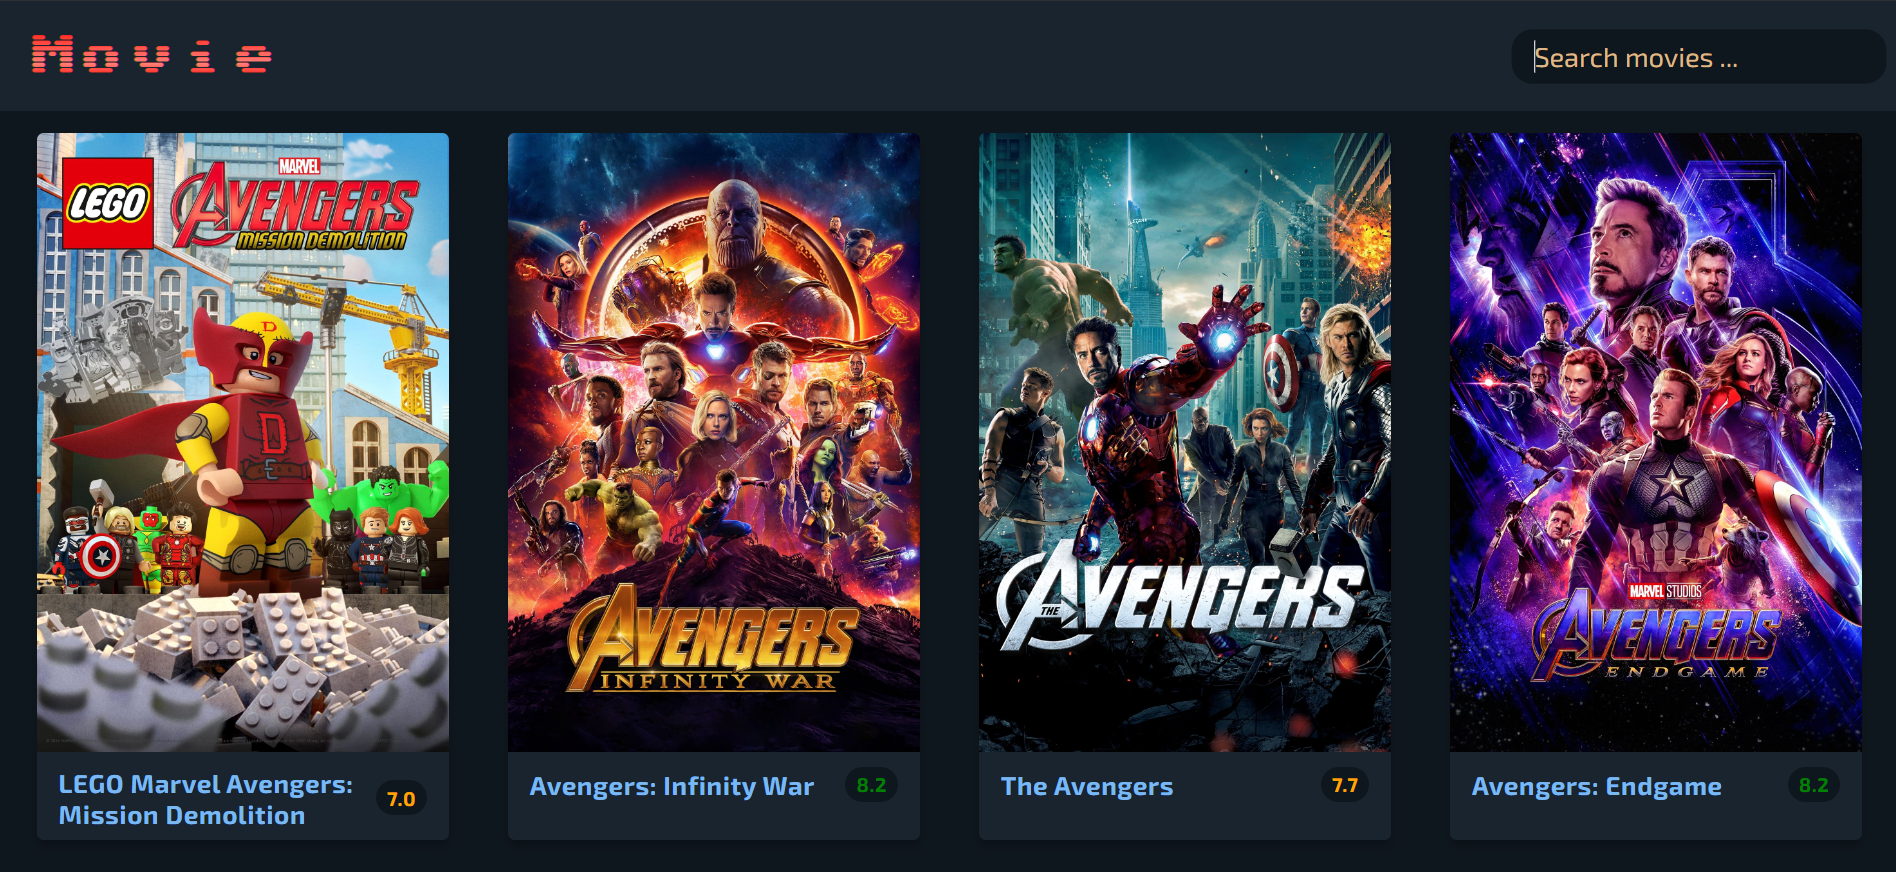 Movie
Search movies ...
LEGO
MARVEL
AVENGERS
MISSION DEMOLITION
D
D
AVENGERS
INFINITY WAR
THE AVENGERS
MARVEL STUDIOS
AVENGERS
ENDGAME
LEGO Marvel Avengers:
Mission Demolition
7.0
Avengers: Infinity War
8.2
The Avengers
7.7
Avengers: Endgame
8.2